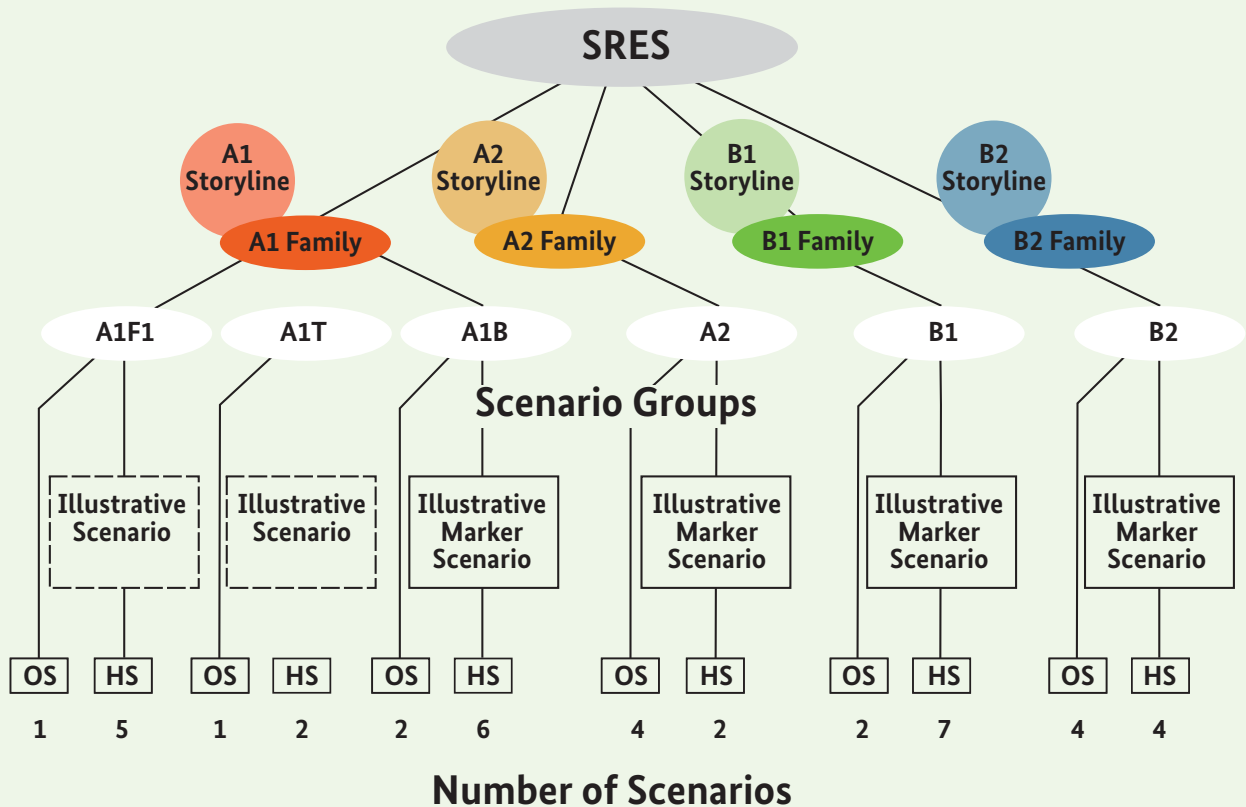 SRES
A1
Storyline
A2
Storyline
B1
Storyline
B2
Storyline
A1 Family
A2 Family
B1 Family
B2 Family
A1F1
A1T
A1B
A2
B1
B2
Scenario Groups
Illustrative
Scenario
Illustrative
Scenario
Illustrative
Marker
Scenario
Illustrative
Marker
Scenario
Illustrative
Marker
Scenario
Illustrative
Marker
Scenario
OS HS OS HS OS HS OS HS OS HS OS HS
1 5 1 2 2 6 4 2 2 7 4 4
Number of Scenarios